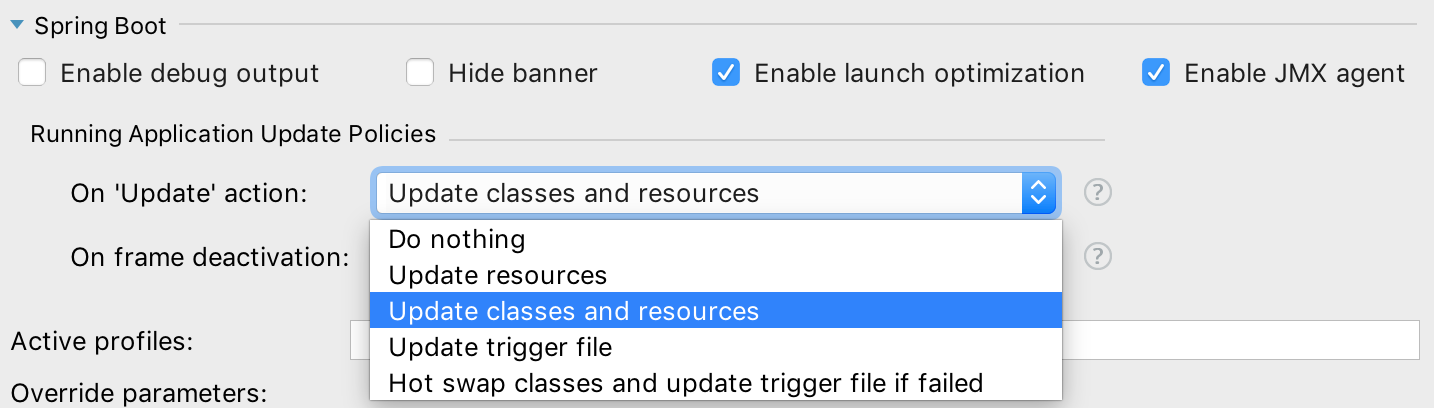 Spring Boot
Enable debug output Hide banner Enable launch optimization Enable JMX agent
Running Application Update Policies
On 'Update' action: Update classes and resources ?
Do nothing
On frame deactivation: ?
Update resources
Update classes and resources
Active profiles:
Update trigger file
Hot swap classes and update trigger file if failed
Override parameters: